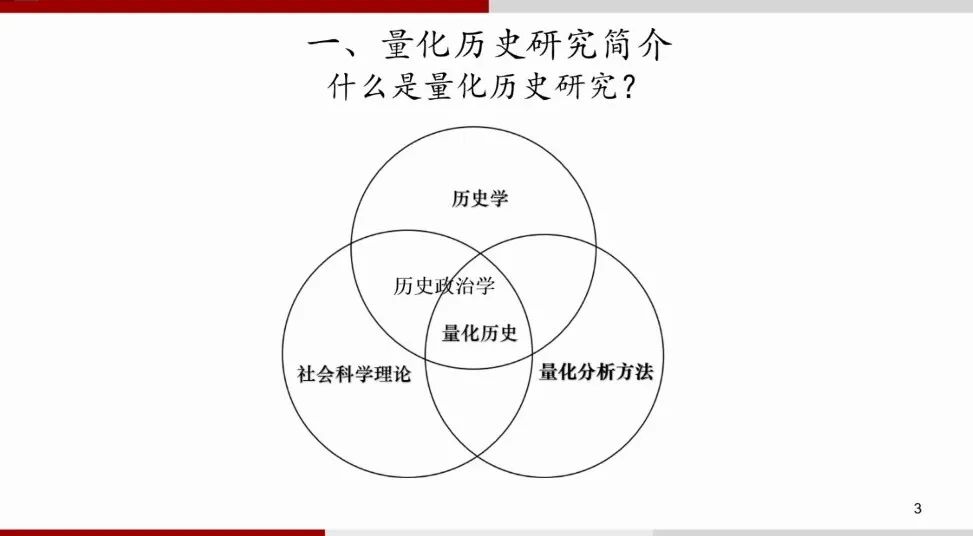 一、量化历史研究简介
什么是量化历史研究？
历史学
历史政治学
量化历史
社会科学理论
量化分析方法
3